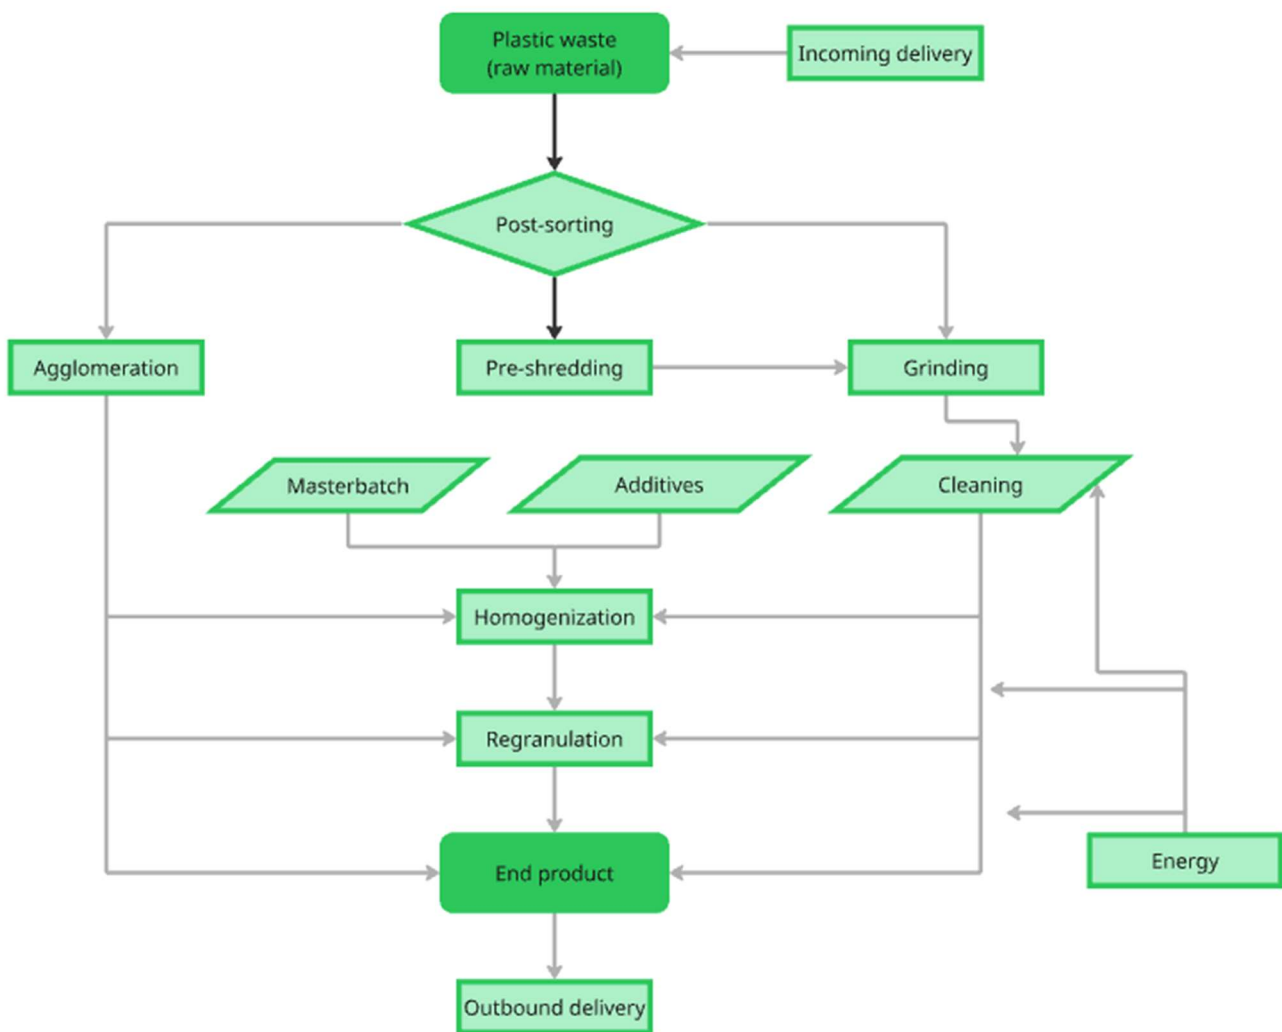 Plastic waste
(raw material)
Incoming delivery
Post-sorting
Agglomeration
Pre-shredding
Grinding
Masterbatch
Additives
Cleaning
Homogenization
Regranulation
End product
Energy
Outbound delivery